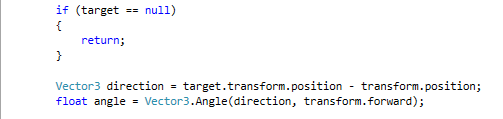 if (target == null)
{
return;
}
Vector3 direction = target.transform.position - transform.position;
float angle = Vector3.Angle(direction, transform.forward);